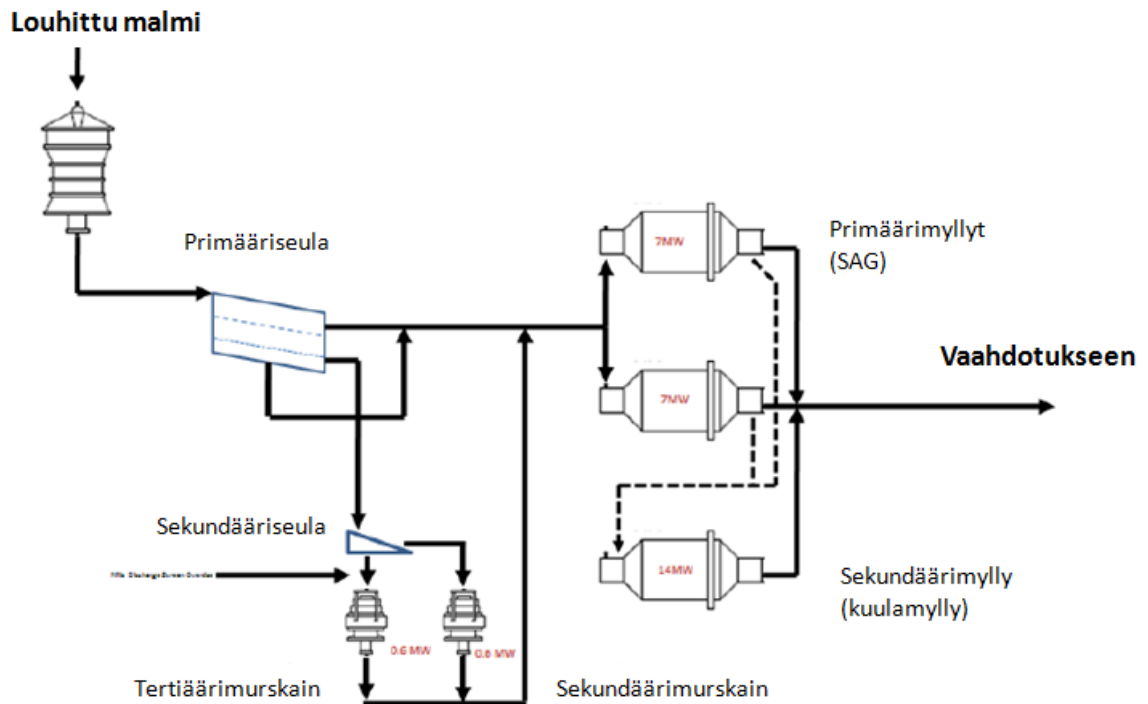 Louhittu malmi
Primääriseula
7MW
Primäärimyllyt
(SAG)
Vaahdotukseen
7MW
Sekundääriseula
14MW
Sekundäärimylly
(kuulamylly)
0.6 MW
0.6 MW
Tertiäärimurskain
Sekundäärimurskain